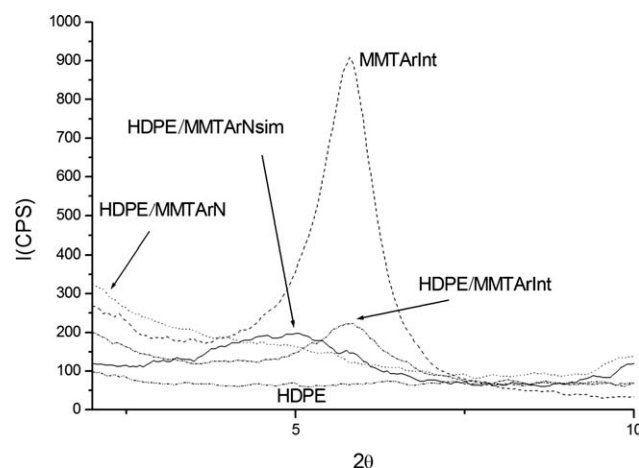 1000
900
800
700
600
500
400
300
200
100
0
I(CPS)
MMTArInt
HDPE/MMTArNsim
HDPE/MMTArN
HDPE/MMTArInt
HDPE
5
10
2θ